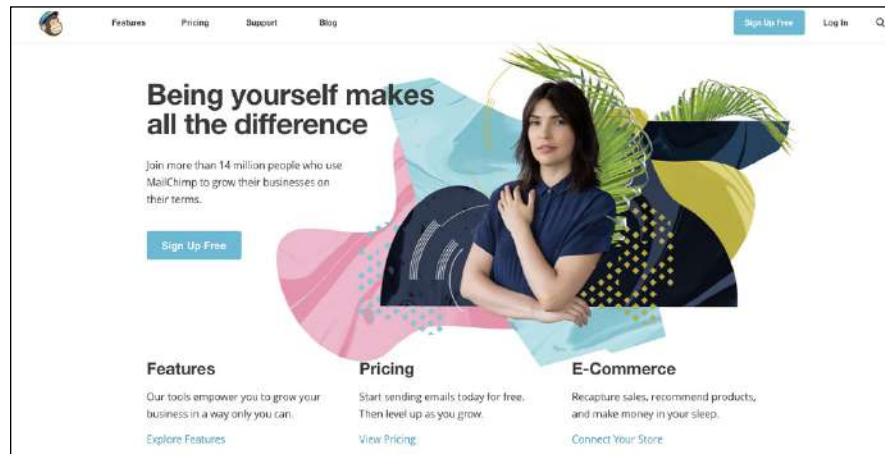 Features Pricing Support Blog Sign Up Free Log In
Being yourself makes
all the difference
Join more than 14 million people who use
MailChimp to grow their businesses on
their terms.
Sign Up Free
Features
Our tools empower you to grow your
business in a way only you can.
Explore Features
Pricing
Start sending emails today for free.
Then level up as you grow.
View Pricing
E-Commerce
Recapture sales, recommend products,
and make money in your sleep.
Connect Your Store